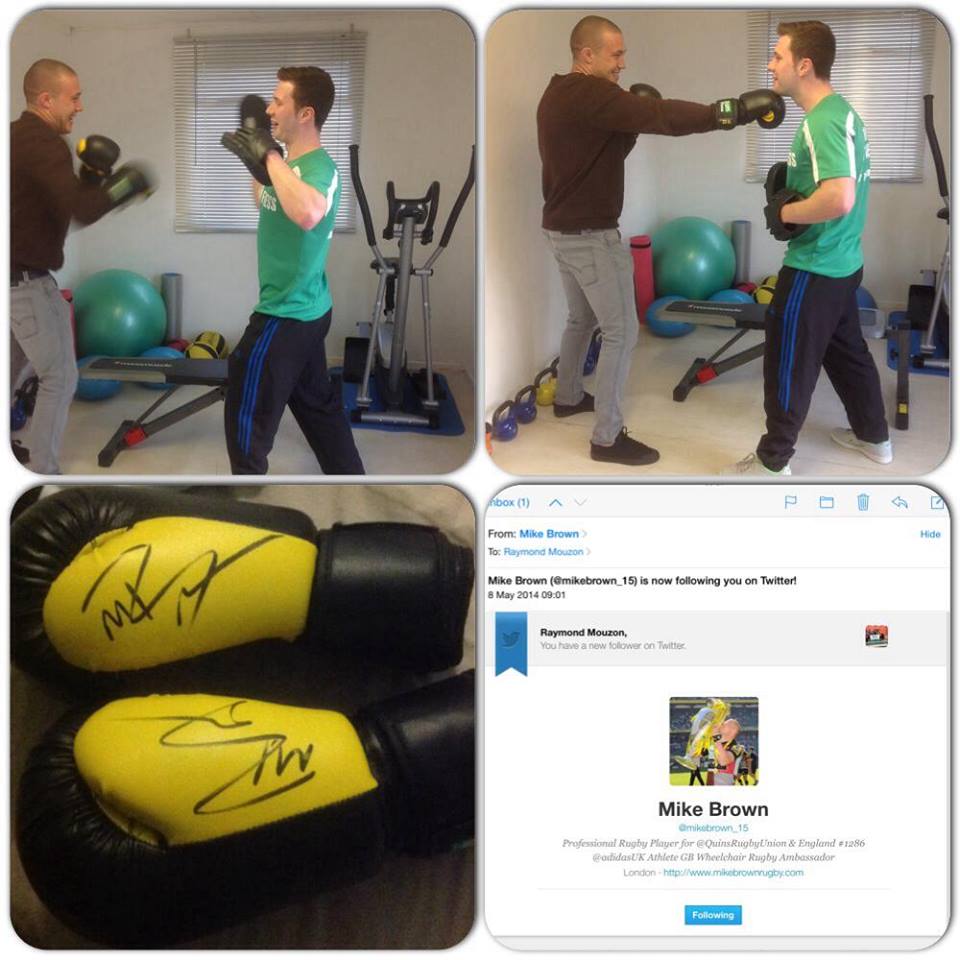 nbox (1)
From: Mike Brown
Hide
To: Raymond Mouzon
Mike Brown (@mikebrown_15) is now following you on Twitter!
8 May 2014 09:01
Raymond Mouzon,
You have a new follower on Twitter.
Mike Brown
@mikebrown_15
Professional Rugby Player for @QuinsRugbyUnion & England #1286
@adidasUK Athlete GB Wheelchair Rugby Ambassador
London - http://www.mikebrownrugby.com
Following